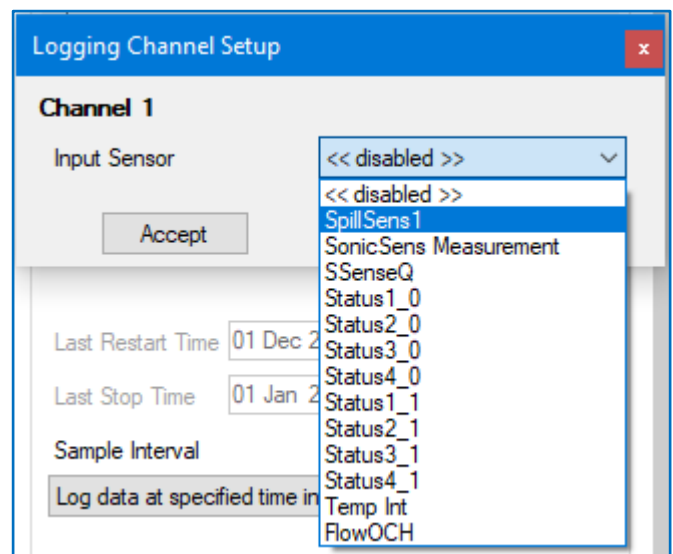 Logging Channel Setup
x
Channel 1
Input Sensor
<< disabled >>
<< disabled >>
SpillSens1
SonicSens Measurement
SSenseQ
Status1_0
Status2_0
Status3_0
Status4_0
Status1_1
Status2_1
Status3_1
Status4_1
Temp Int
FlowOCH
Accept
Last Restart Time 01 Dec 2
Last Stop Time 01 Jan 2
Sample Interval
Log data at specified time in